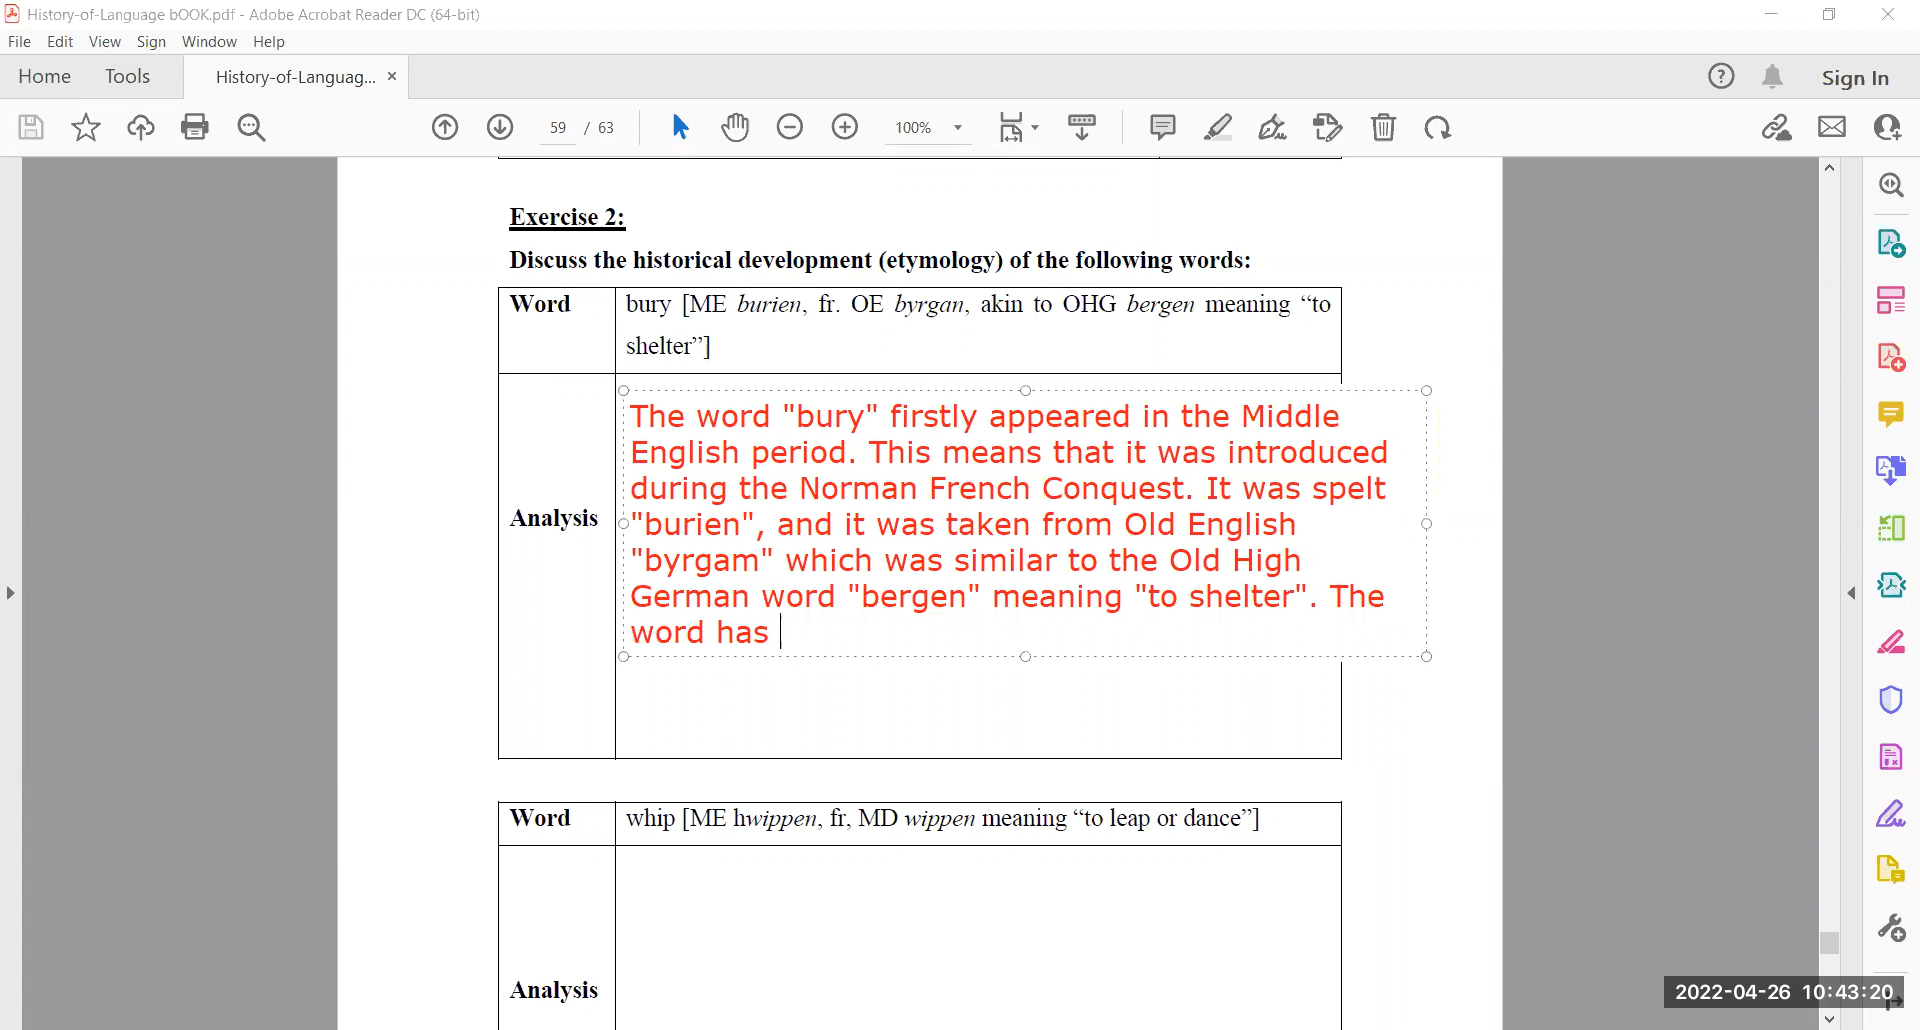 History-of-Language bOOK.pdf - Adobe Acrobat Reader DC (64-bit)
File Edit View Sign Window Help
Home Tools History-of-Languag... × Sign In
59 / 63 100%
Exercise 2:
Discuss the historical development (etymology) of the following words:
Word bury [ME burien, fr. OE byrgan, akin to OHG bergen meaning “to
shelter”]
The word "bury" firstly appeared in the Middle
English period. This means that it was introduced
during the Norman French Conquest. It was spelt
Analysis "burien", and it was taken from Old English
"byrgam" which was similar to the Old High
German word "bergen" meaning "to shelter". The
word has
Word whip [ME hwippen, fr, MD wippen meaning “to leap or dance”]
Analysis
2022-04-26 10:43:20